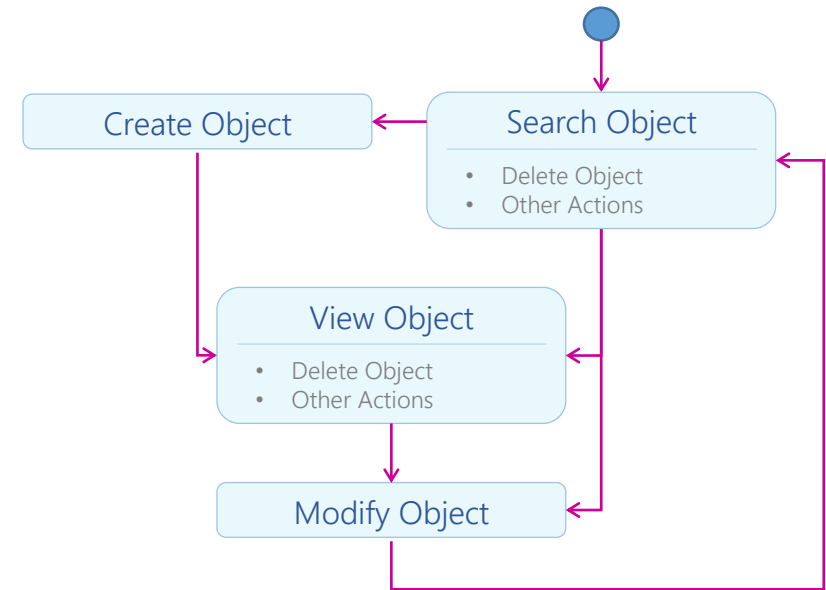 Create Object
Search Object
• Delete Object
• Other Actions
View Object
• Delete Object
• Other Actions
Modify Object